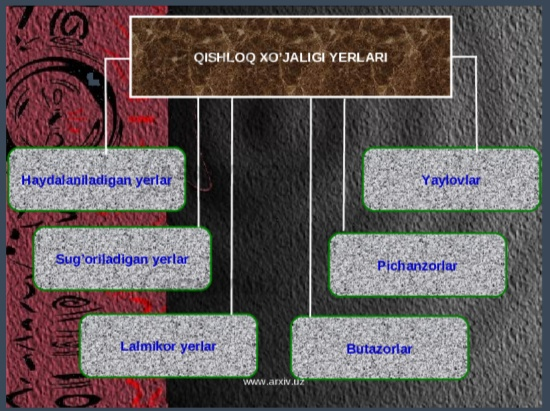 QISHLOQ XO'JALIGI YERLARI
Haydalaniladigan yerlar
Yaylovlar
Sug'oriladigan yerlar
Pichanzorlar
Lalmikor yerlar
Butazorlar
www.arxiv.uz